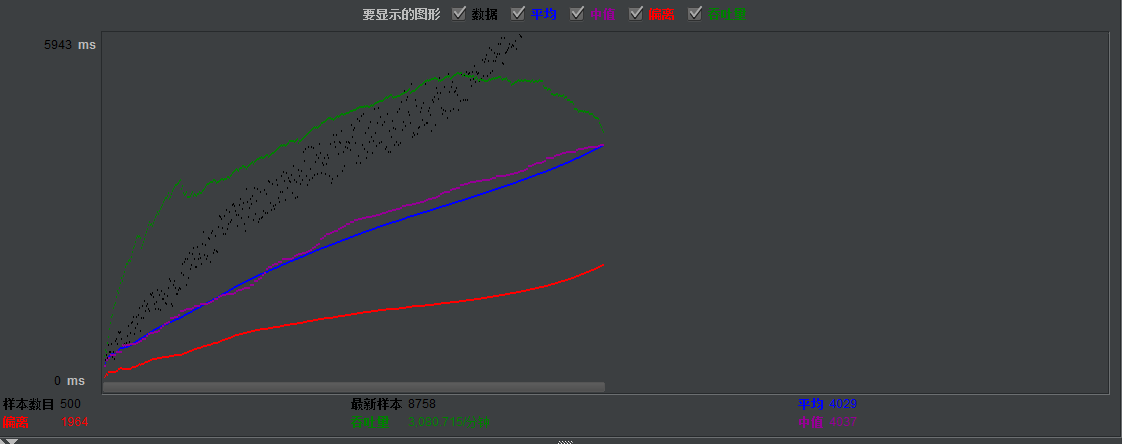 要显示的图形 数据 平均 中值 偏离 吞吐量
5943 ms
0 ms
样本数目 500 最新样本 8758 平均 4029
偏离 1964 吞吐量 3,080.715/分钟 中值